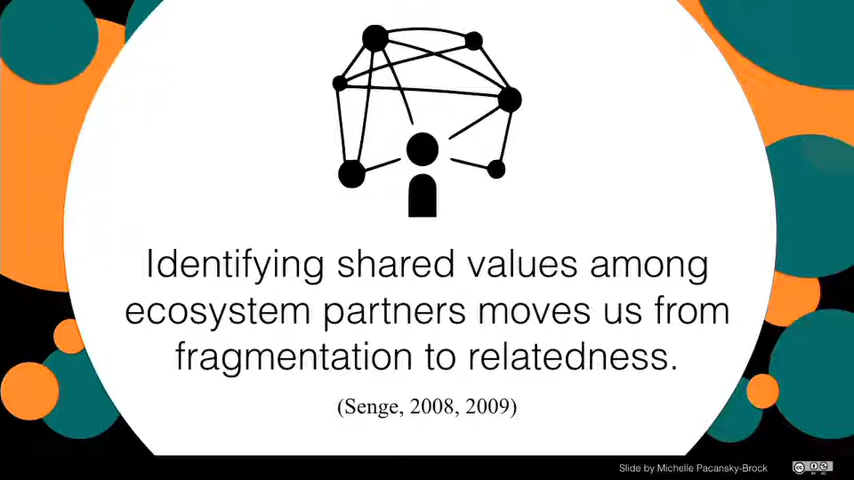 Identifying shared values among
ecosystem partners moves us from
fragmentation to relatedness.
(Senge, 2008, 2009)
Slide by Michelle Pacansky-Brock